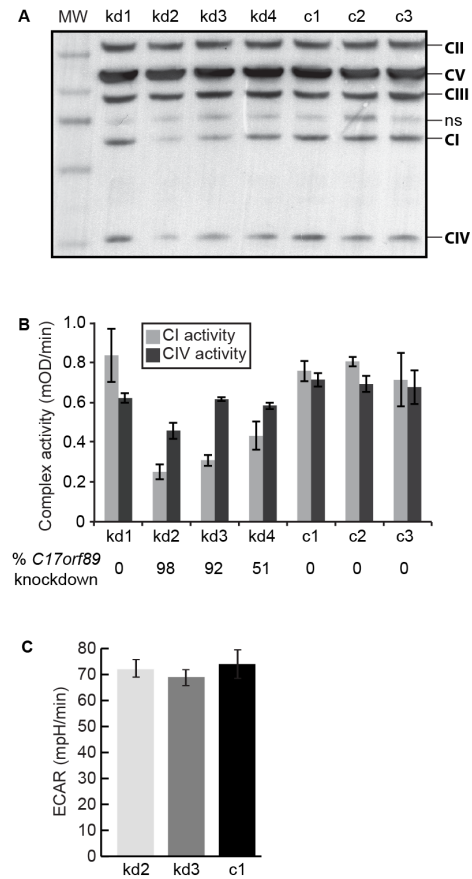 A MW kd1 kd2 kd3 kd4 c1 c2 c3
CII
CV
CIII
ns
CI
CIV
B
1.0
0.8
0.6
0.4
0.2
0
Complex activity (mOD/min)
CI activity
CIV activity
kd1 kd2 kd3 kd4 c1 c2 c3
% C17orf89 knockdown
0 98 92 51 0 0 0
C
80
70
60
50
40
30
20
10
0
ECAR (mpH/min)
kd2 kd3 c1